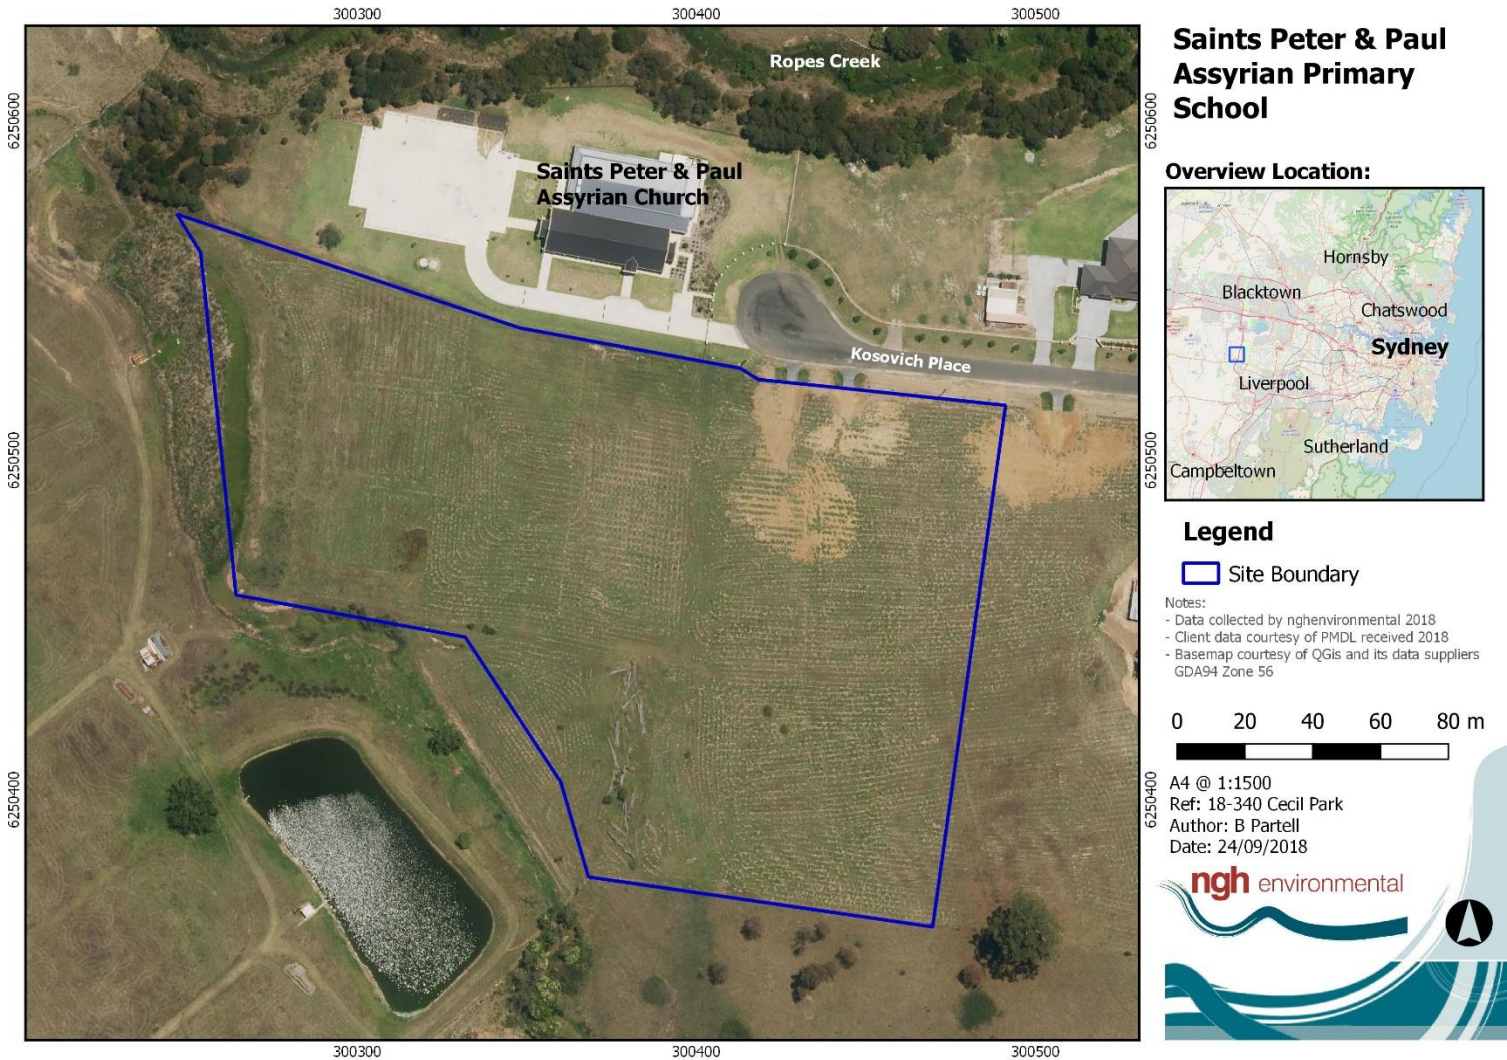 300300
300400
300500
6250600
6250500
6250400
Ropes Creek
Saints Peter & Paul
Assyrian Church
Kosovich Place
6250600
6250500
6250400
300300
300400
300500
Saints Peter & Paul
Assyrian Primary
School
Overview Location:
Hornsby
Blacktown
Chatswood
Sydney
Liverpool
Sutherland
Campbeltown
Legend
Site Boundary
Notes:
- Data collected by nghenvironmental 2018
- Client data courtesy of PMDL received 2018
- Basemap courtesy of QGis and its data suppliers
GDA94 Zone 56
0 20 40 60 80 m
A4 @ 1:1500
Ref: 18-340 Cecil Park
Author: B Partell
Date: 24/09/2018
ngh environmental